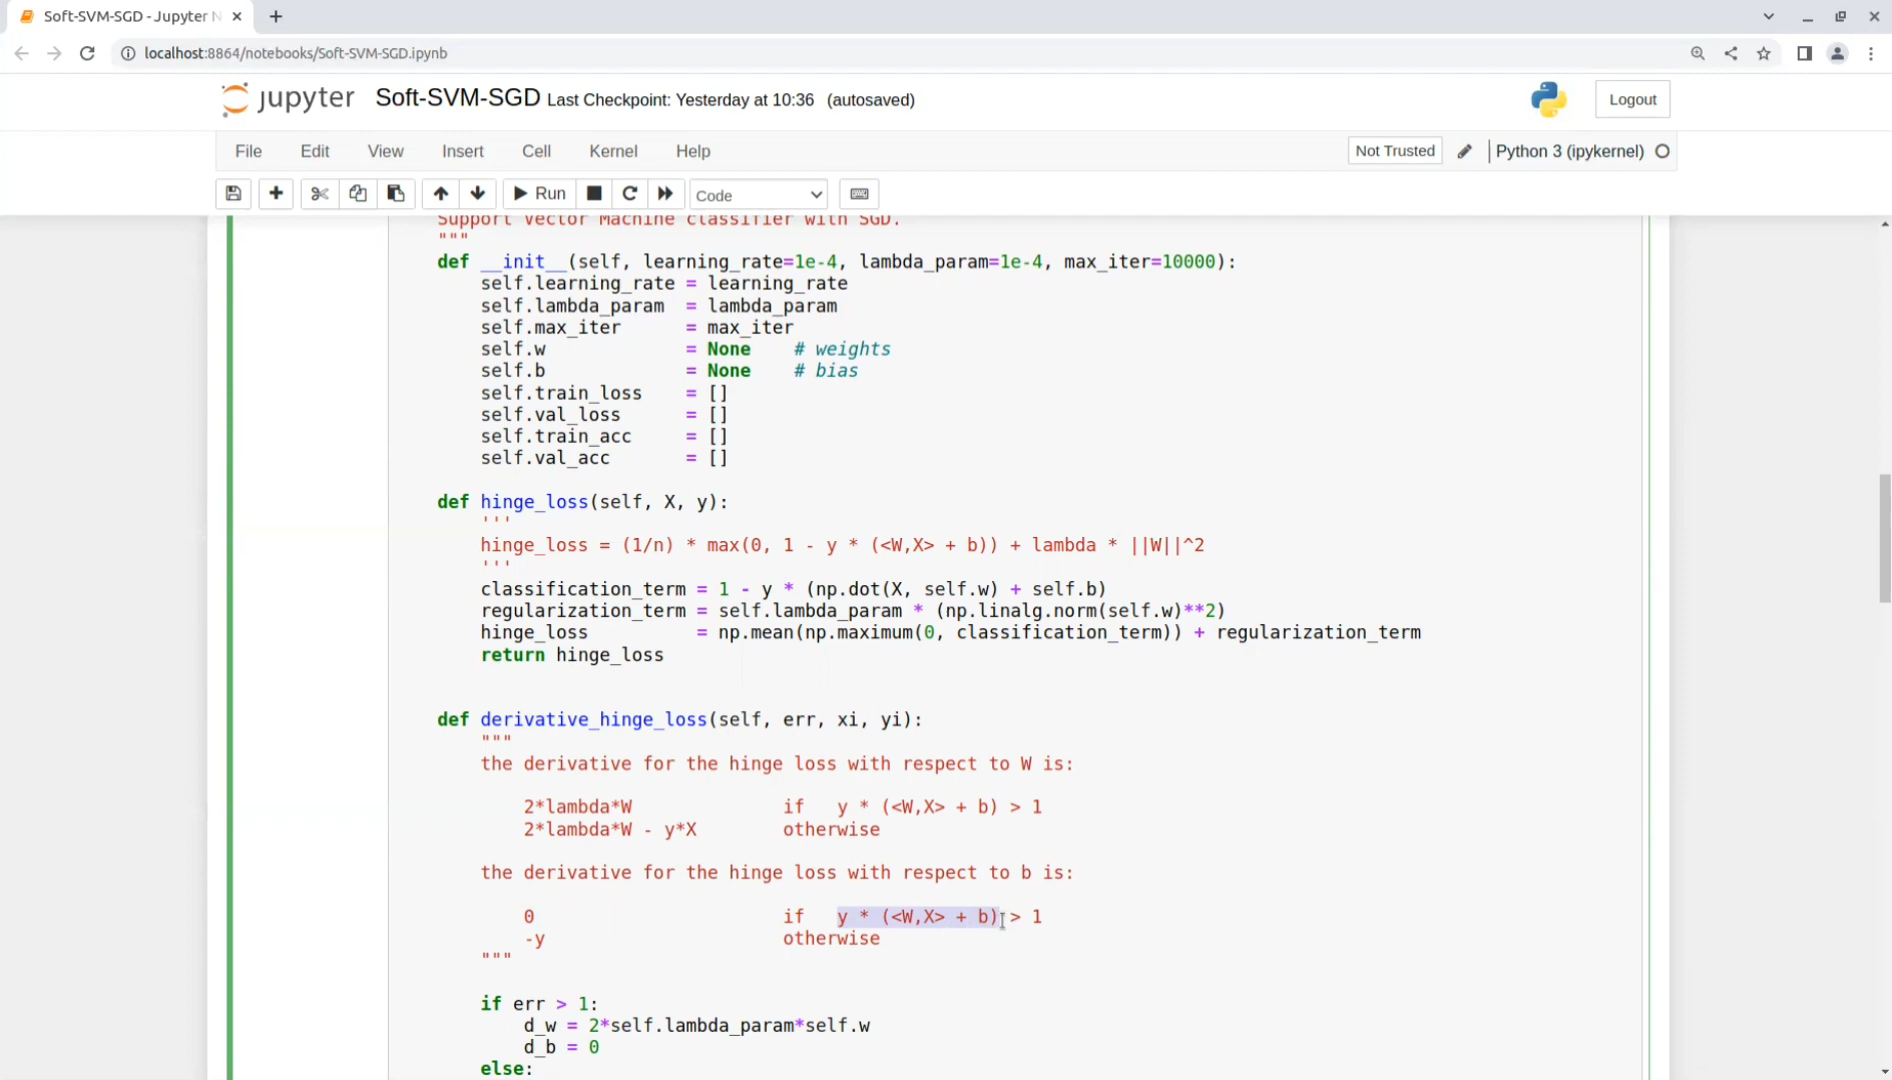 Soft-SVM-SGD - Jupyter N
localhost:8864/notebooks/Soft-SVM-SGD.ipynb
jupyter Soft-SVM-SGD Last Checkpoint: Yesterday at 10:36 (autosaved)
Logout
File Edit View Insert Cell Kernel Help
Not Trusted
Python 3 (ipykernel)
Run
Code
Support Vector Machine classifier with SGD.
"""
def __init__(self, learning_rate=1e-4, lambda_param=1e-4, max_iter=10000):
self.learning_rate = learning_rate
self.lambda_param = lambda_param
self.max_iter = max_iter
self.w = None # weights
self.b = None # bias
self.train_loss = []
self.val_loss = []
self.train_acc = []
self.val_acc = []
def hinge_loss(self, X, y):
'''
hinge_loss = (1/n) * max(0, 1 - y * (<W,X> + b)) + lambda * ||W||^2
'''
classification_term = 1 - y * (np.dot(X, self.w) + self.b)
regularization_term = self.lambda_param * (np.linalg.norm(self.w)**2)
hinge_loss = np.mean(np.maximum(0, classification_term)) + regularization_term
return hinge_loss
def derivative_hinge_loss(self, err, xi, yi):
"""
the derivative for the hinge loss with respect to W is:
2*lambda*W if y * (<W,X> + b) > 1
2*lambda*W - y*X otherwise
the derivative for the hinge loss with respect to b is:
0 if y * (<W,X> + b) > 1
-y otherwise
"""
if err > 1:
d_w = 2*self.lambda_param*self.w
d_b = 0
else: